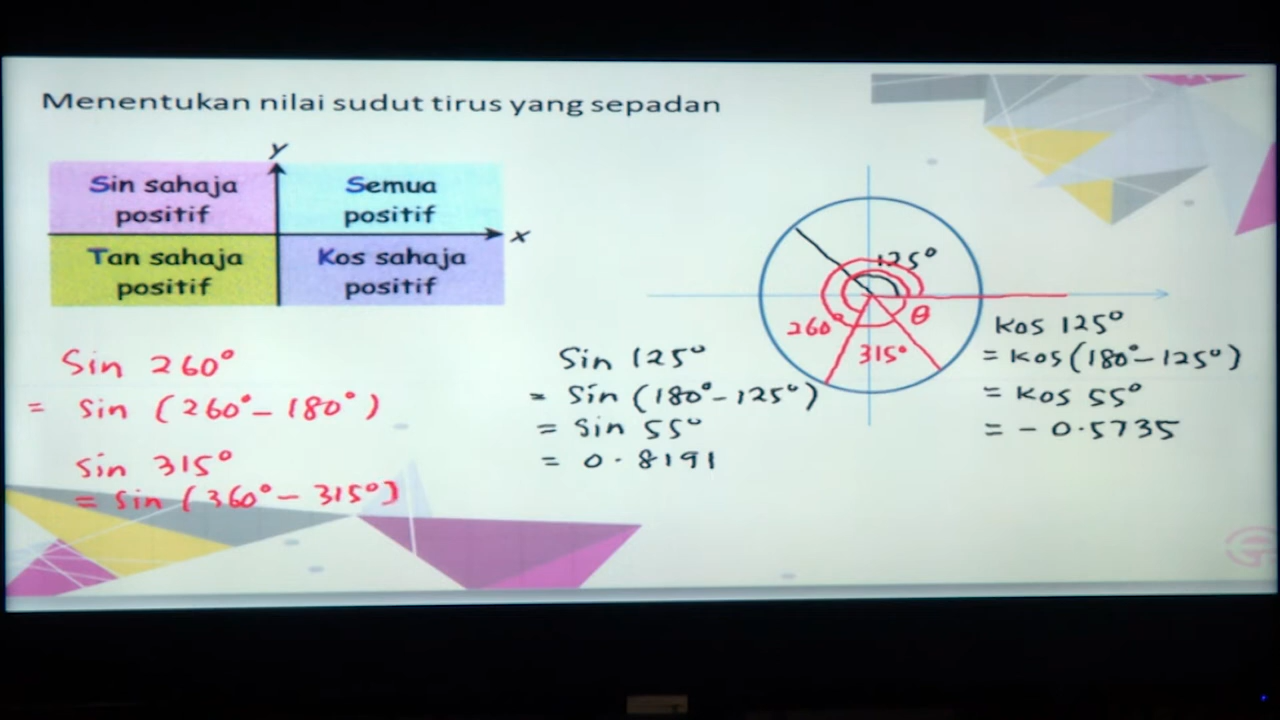 Menentukan nilai sudut tirus yang sepadan
y
Sin sahaja
positif
Semua
positif
x
Tan sahaja
positif
Kos sahaja
positif
125°
260°
θ
315°
Sin 260°
= Sin (260° - 180°)
Sin 315°
= Sin (360° - 315°)
Sin 125°
= Sin (180° - 125°)
= Sin 55°
= 0.8191
Kos 125°
= Kos (180° - 125°)
= Kos 55°
= - 0.5735